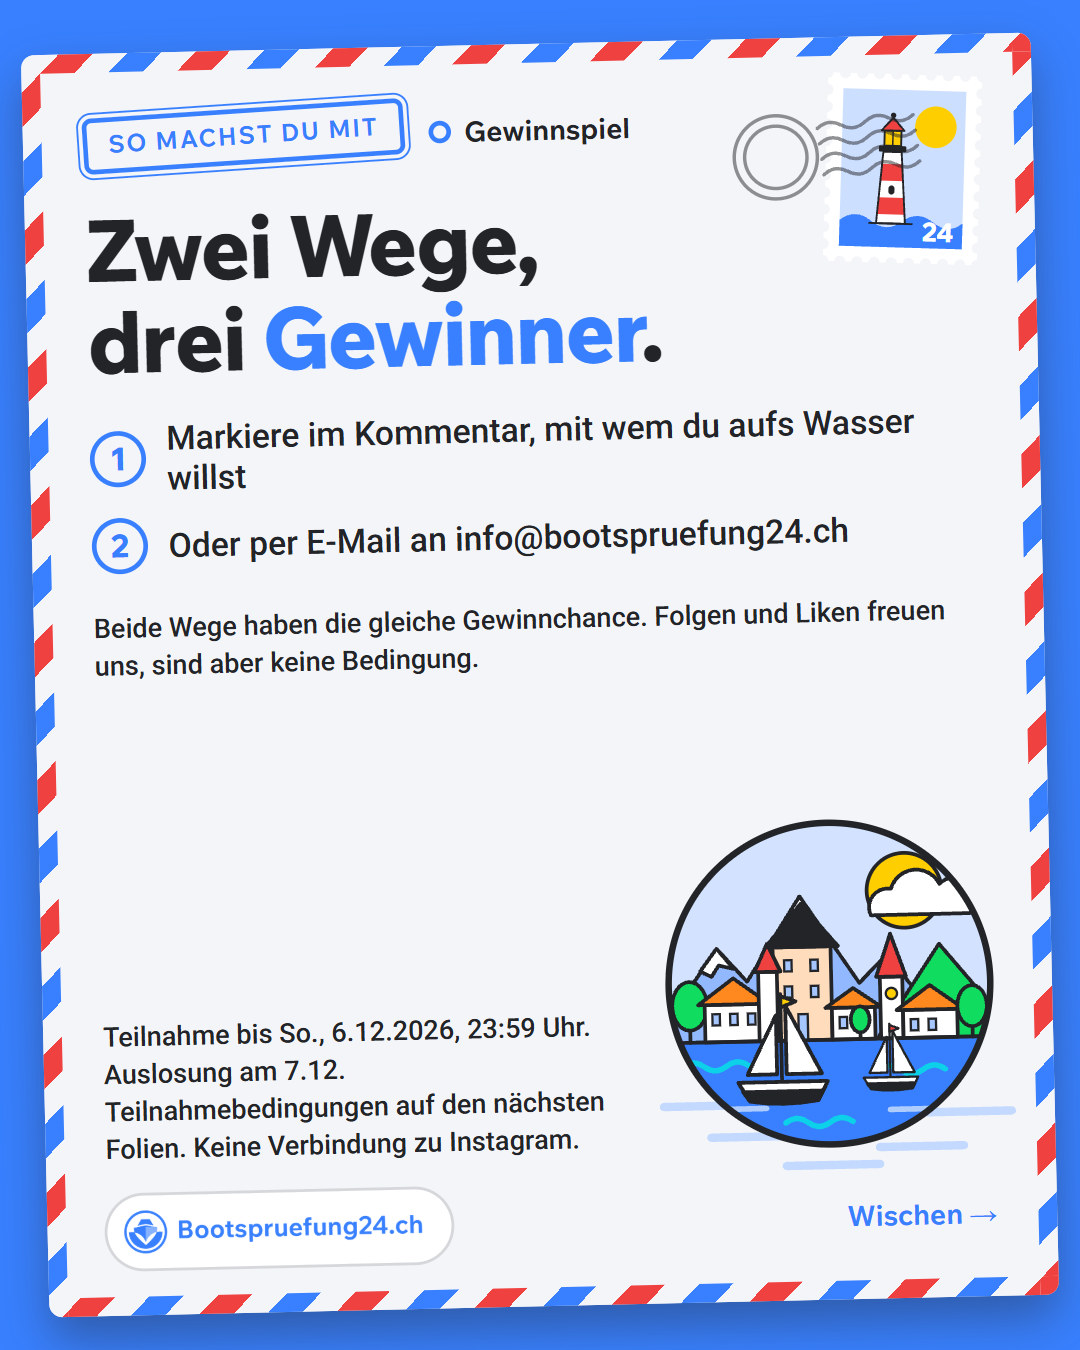 SO MACHST DU MIT
Gewinnspiel
24
Zwei Wege,
drei Gewinner.
1
Markiere im Kommentar, mit wem du aufs Wasser
willst
2
Oder per E-Mail an info@bootspruefung24.ch
Beide Wege haben die gleiche Gewinnchance. Folgen und Liken freuen
uns, sind aber keine Bedingung.
Teilnahme bis So., 6.12.2026, 23:59 Uhr.
Auslosung am 7.12.
Teilnahmebedingungen auf den nächsten
Folien. Keine Verbindung zu Instagram.
Bootspruefung24.ch
Wischen→